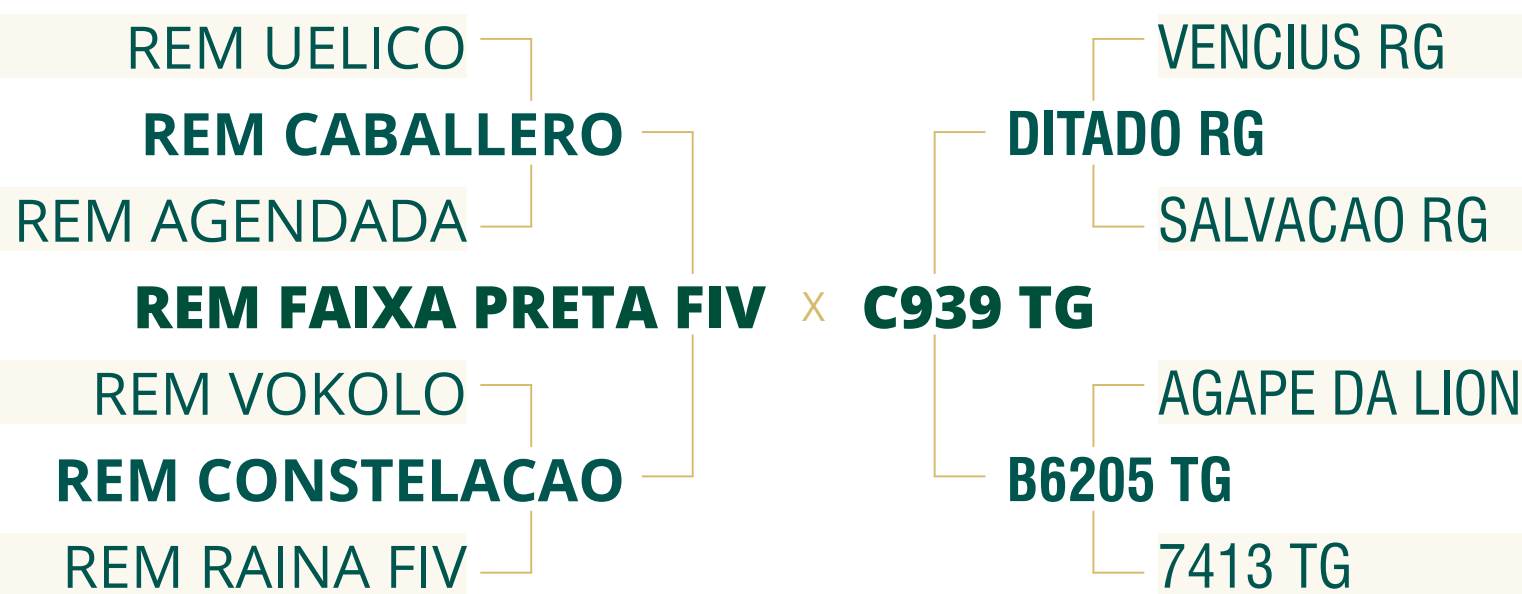 REM UELICO
VENCIUS RG
REM CABALLERO
DITADO RG
REM AGENDADA
SALVACAO RG
REM FAIXA PRETA FIV X C939 TG
REM VOKOLO
AGAPE DA LION
REM CONSTELACAO
B6205 TG
REM RAINA FIV
7413 TG